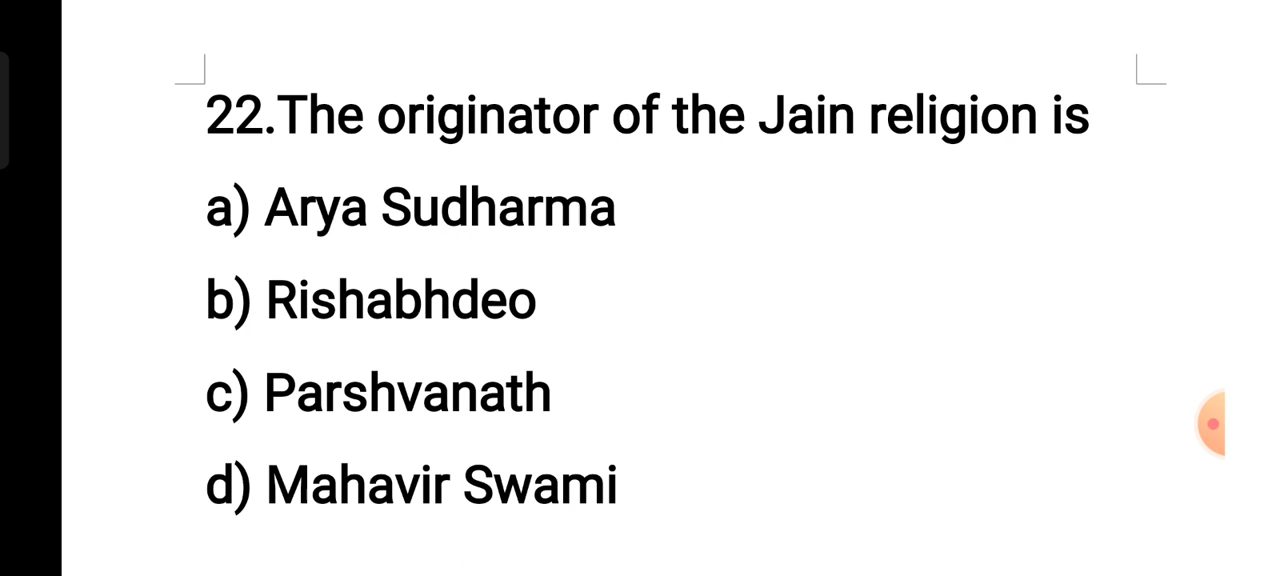 22.The originator of the Jain religion is
a) Arya Sudharma
b) Rishabhdeo
c) Parshvanath
d) Mahavir Swami